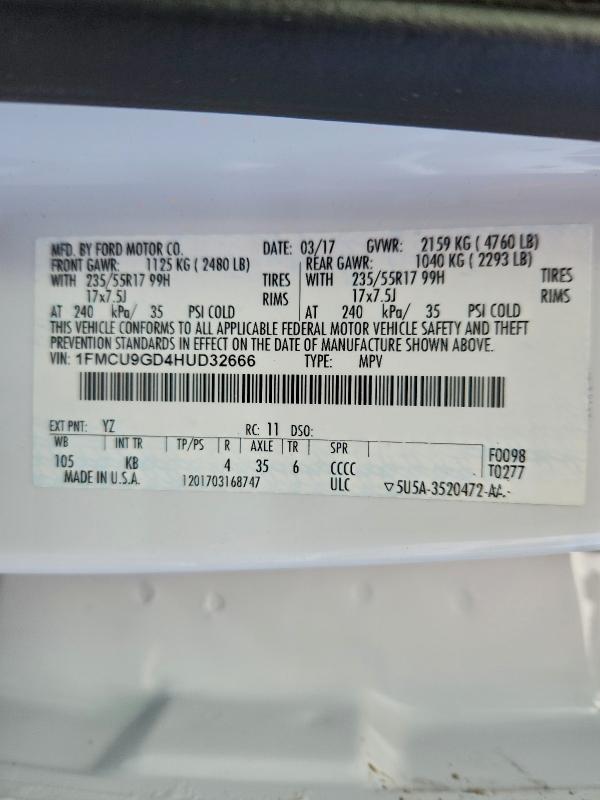 MFD. BY FORD MOTOR CO. DATE: 03/17 GVWR: 2159 KG ( 4760 LB)
FRONT GAWR: 1125 KG ( 2480 LB) REAR GAWR: 1040 KG ( 2293 LB)
WITH 235/55R17 99H TIRES WITH 235/55R17 99H TIRES
17x7.5J RIMS 17x7.5J RIMS
AT 240 kPa/ 35 PSI COLD AT 240 kPa/ 35 PSI COLD
THIS VEHICLE CONFORMS TO ALL APPLICABLE FEDERAL MOTOR VEHICLE SAFETY AND THEFT
PREVENTION STANDARDS IN EFFECT ON THE DATE OF MANUFACTURE SHOWN ABOVE.
VIN: 1FMCU9GD4HUD32666 TYPE: MPV
EXT PNT: YZ RC: 11 DSO:
WB INT TR TP/PS R AXLE TR SPR F0098
105 KB 4 35 6 CCCC T0277
MADE IN U.S.A. 1201703168747 ULC ▽5U5A-3520472-AA-